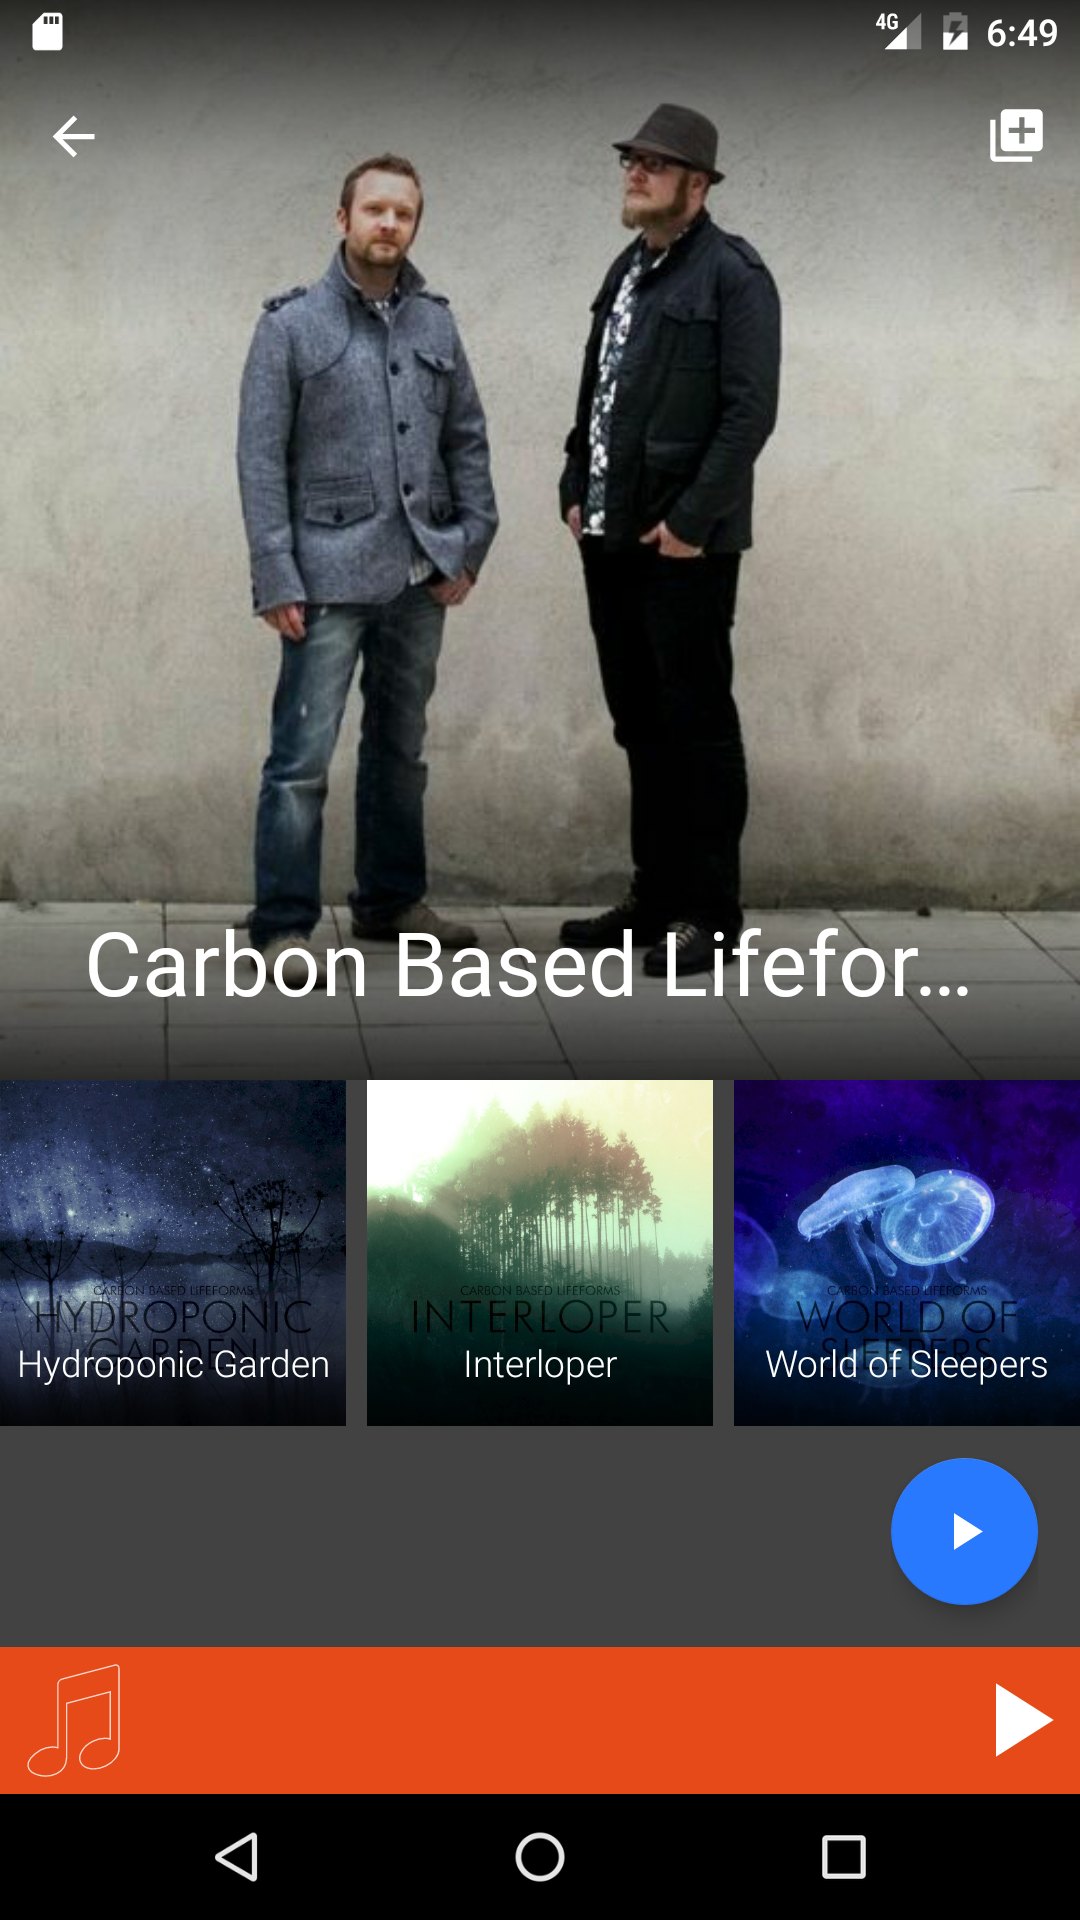 4G 6:49
Carbon Based Lifefor...
CARBON BASED LIFEFORMS
HYDROPONIC
GARDEN
Hydroponic Garden
CARBON BASED LIFEFORMS
INTERLOPER
Interloper
CARBON BASED LIFEFORMS
WORLD OF
SLEEPERS
World of Sleepers